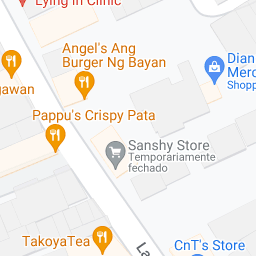 Lying in Clinic
Angel's Ang
Burger Ng Bayan
Dian
Merc
Shopp
gawan
Pappu's Crispy Pata
Sanshy Store
Temporariamente
fechado
TakoyaTea
La
CnT's Store